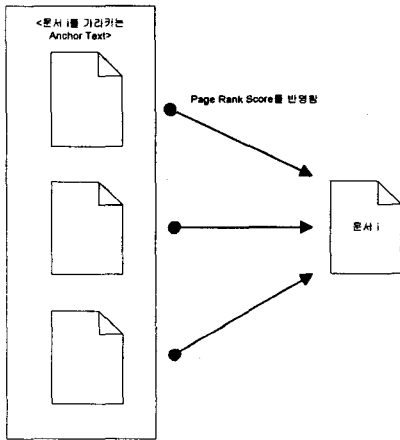 <문서 i를 가리키는
Anchor Text>
Page Rank Score를 반영함
문서 i